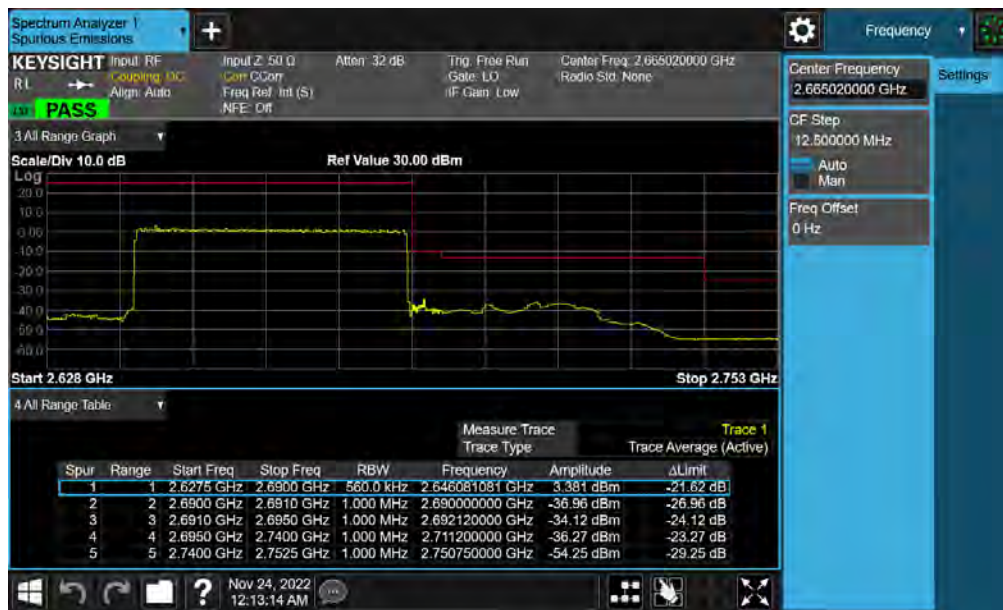 Spectrum Analyzer 1
Spurious Emissions
Frequency
KEYSIGHT Input: RF Input Z: 50 Ω Atten: 32 dB Trig: Free Run Center Freq: 2.665020000 GHz
RL Coupling: DC Corr CCorr Gate: LO Radio Std: None
Align: Auto Freq Ref: Int (S) IF Gain: Low
PASS NFE: Off
Center Frequency
2.665020000 GHz
Settings
CF Step
12.500000 MHz
Auto
Man
Freq Offset
0 Hz
3 All Range Graph
Scale/Div 10.0 dB Ref Value 30.00 dBm
Log
20.0
10.0
0.00
-10.0
-20.0
-30.0
-40.0
-50.0
-60.0
Start 2.628 GHz Stop 2.753 GHz
4 All Range Table
Measure Trace Trace 1
Trace Type Trace Average (Active)
Spur Range Start Freq Stop Freq RBW Frequency Amplitude ΔLimit
1 1 2.6275 GHz 2.6900 GHz 560.0 kHz 2.646081081 GHz 3.381 dBm -21.62 dB
2 2 2.6900 GHz 2.6910 GHz 1.000 MHz 2.690000000 GHz -36.96 dBm -26.96 dB
3 3 2.6910 GHz 2.6950 GHz 1.000 MHz 2.692120000 GHz -34.12 dBm -24.12 dB
4 4 2.6950 GHz 2.7400 GHz 1.000 MHz 2.711200000 GHz -36.27 dBm -23.27 dB
5 5 2.7400 GHz 2.7525 GHz 1.000 MHz 2.750750000 GHz -54.25 dBm -29.25 dB
Nov 24, 2022
12:13:14 AM